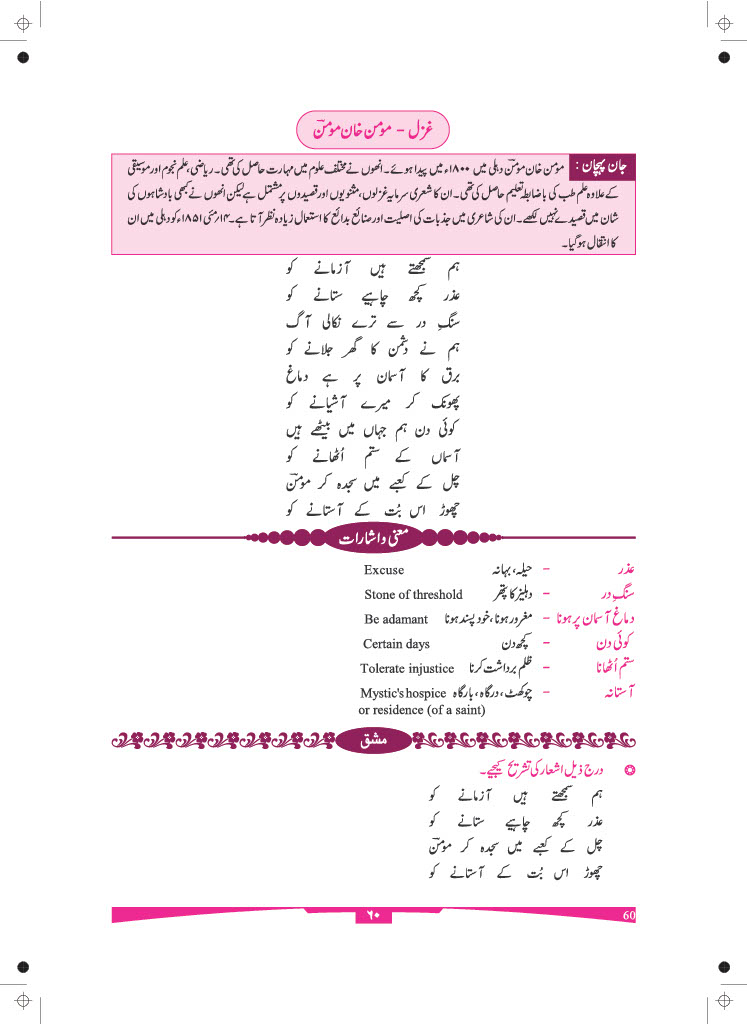 غزل - مومن خان مومنؔ
جان پہچان : مومن خان مومنؔ دہلی میں ۱۸۰۰ء میں پیدا ہوئے۔ انھوں نے مختلف علوم میں مہارت حاصل کی تھی۔ ریاضی، علم نجوم اور موسیقی
کے علاوہ علم طب کی باضابطہ تعلیم حاصل کی تھی۔ ان کا شعری سرمایہ غزلوں، مثنویوں اور قصیدوں پر مشتمل ہے لیکن انھوں نے کبھی بادشاہوں کی
شان میں قصیدے نہیں لکھے۔ ان کی شاعری میں جذبات کی اصلیت اور صنائع بدائع کا استعمال زیادہ نظر آتا ہے۔ ۱۴؍مئی ۱۸۵۱ء کو دہلی میں ان
کا انتقال ہوگیا۔
ہم سمجھتے ہیں آزمانے کو
عذر کچھ چاہیے ستانے کو
سنگِ در سے ترے نکالی آگ
ہم نے دشمن کا گھر جلانے کو
برق کا آسمان پر ہے دماغ
پھونک کر میرے آشیانے کو
کوئی دن ہم جہاں میں بیٹھے ہیں
آسماں کے ستم اُٹھانے کو
چل کے کعبے میں سجدہ کر مومنؔ
چھوڑ اس بُت کے آستانے کو
معنی و اشارات
عذر - حیلہ، بہانہ Excuse
سنگِ در - دہلیز کا پتھر Stone of threshold
دماغ آسمان پر ہونا - مغرور ہونا، خود پسند ہونا Be adamant
کوئی دن - کچھ دن Certain days
ستم اُٹھانا - ظلم برداشت کرنا Tolerate injustice
آستانہ - چوکھٹ، درگاہ، بارگاہ Mystic's hospice
or residence (of a saint)
مشق
درج ذیل اشعار کی تشریح کیجیے۔
ہم سمجھتے ہیں آزمانے کو
عذر کچھ چاہیے ستانے کو
چل کے کعبے میں سجدہ کر مومنؔ
چھوڑ اس بُت کے آستانے کو
۶۰
60